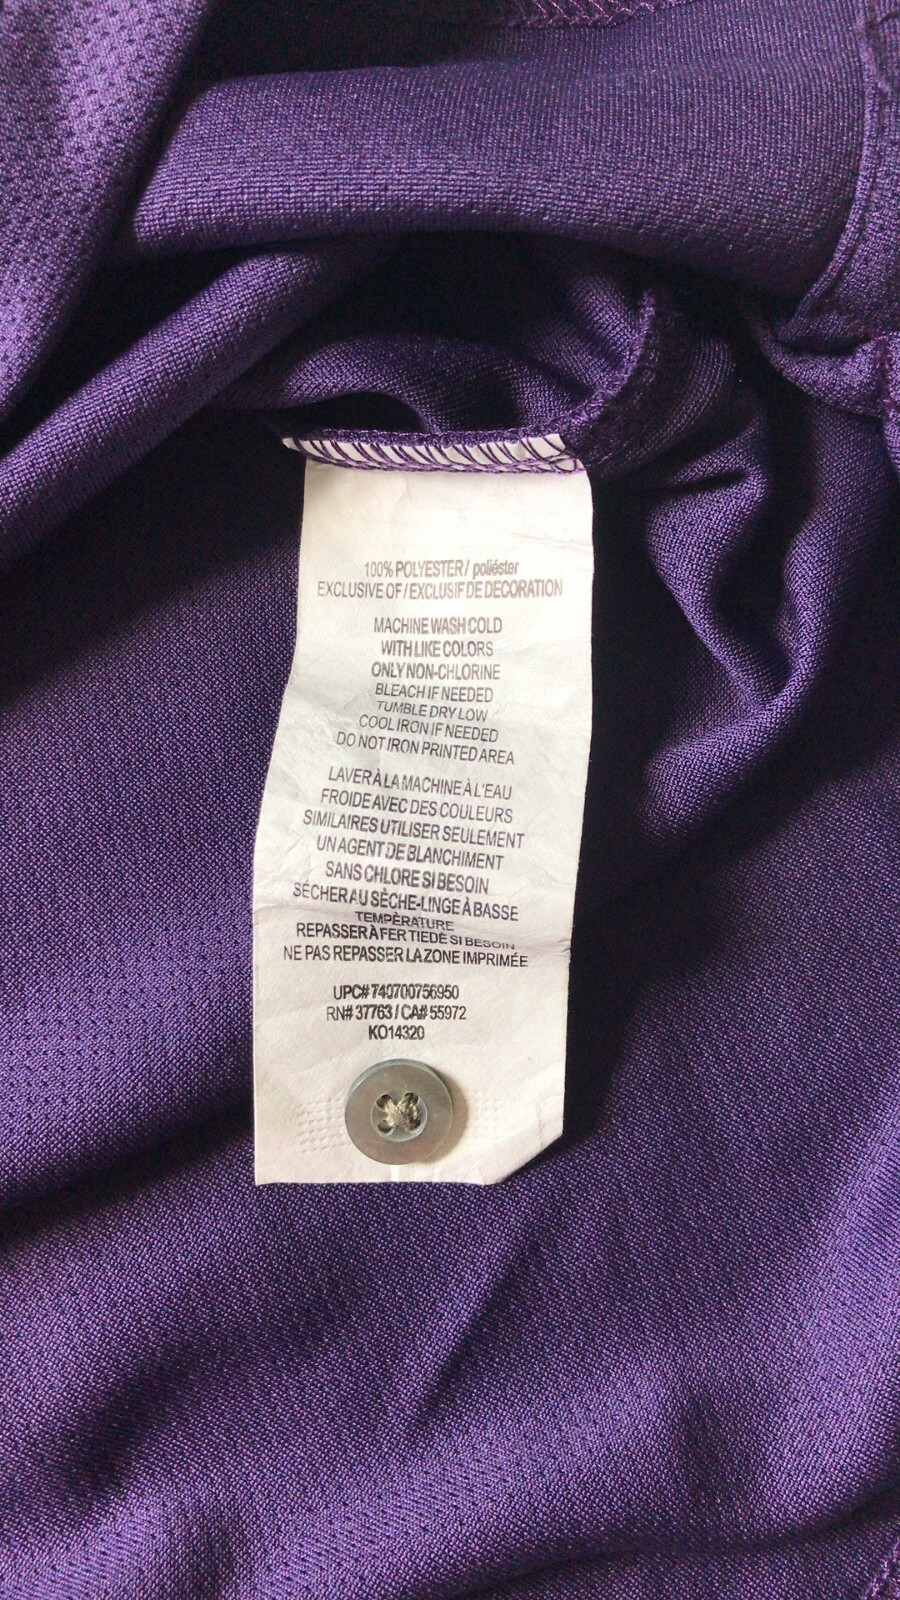 100% POLYESTER / poliéster
EXCLUSIVE OF / EXCLUSIF DE DECORATION
MACHINE WASH COLD
WITH LIKE COLORS
ONLY NON-CHLORINE
BLEACH IF NEEDED
TUMBLE DRY LOW
COOL IRON IF NEEDED
DO NOT IRON PRINTED AREA
LAVER À LA MACHINE À L'EAU
FROIDE AVEC DES COULEURS
SIMILAIRES UTILISER SEULEMENT
UN AGENT DE BLANCHIMENT
SANS CHLORE SI BESOIN
SÉCHER AU SÈCHE-LINGE À BASSE
TEMPÈRATURE
REPASSER À FER TIEDE SI BESOIN
NE PAS REPASSER LA ZONE IMPRIMÉE
UPC# 740700756950
RN# 37763 / CA# 55972
KO14320